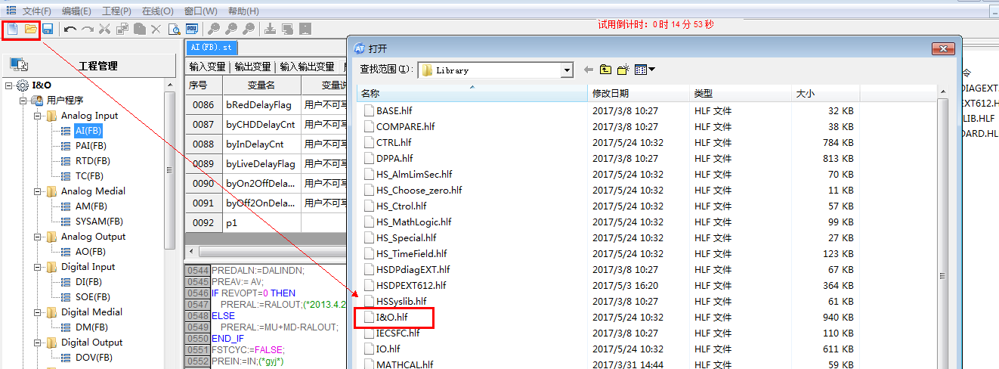 文件(F) 编辑(E) 工程(P) 在线(O) 窗口(W) 帮助(H)
试用倒计时：0 时 14 分 53 秒
工程管理
I&O
用户程序
Analog Input
AI(FB)
PAI(FB)
RTD(FB)
TC(FB)
Analog Medial
AM(FB)
SYSAM(FB)
Analog Output
AO(FB)
Digital Input
DI(FB)
SOE(FB)
Digital Medial
DM(FB)
Digital Output
DOV(FB)
AI(FB).st
输入变量 输出变量 输入输出变量
序号 变量名 变量说
0086 bRedDelayFlag 用户不可写
0087 byCHDDelayCnt 用户不可写
0088 byInDelayCnt 用户不可写
0089 byLiveDelayFlag 用户不可写
0090 byOn2OffDela... 用户不可写
0091 byOff2OnDela... 用户不可写
0092 p1
0544 PREDALN:=DALINDN;
0545 PREAV:= AV;
0546 IF REVOPT=0 THEN
0547 PRERAL:=RALOUT;(*2013.4.2
0548 ELSE
0549 PRERAL:=MU+MD-RALOUT;
0550 END_IF
0551 FSTCYC:=FALSE;
0552 PREIN:=IN;(*gyj*)
打开
查找范围(I): Library
名称 修改日期 类型 大小
BASE.hlf 2017/3/8 10:27 HLF 文件 32 KB
COMPARE.hlf 2017/3/8 10:27 HLF 文件 38 KB
CTRL.hlf 2017/5/24 10:32 HLF 文件 784 KB
DPPA.hlf 2017/3/8 10:27 HLF 文件 813 KB
HS_AlmLimSec.hlf 2017/5/24 10:32 HLF 文件 70 KB
HS_Choose_zero.hlf 2017/5/24 10:32 HLF 文件 11 KB
HS_Ctrol.hlf 2017/5/24 10:32 HLF 文件 57 KB
HS_MathLogic.hlf 2017/5/24 10:32 HLF 文件 99 KB
HS_Special.hlf 2017/5/24 10:32 HLF 文件 27 KB
HS_TimeField.hlf 2017/5/24 10:32 HLF 文件 123 KB
HSDPdiagEXT.hlf 2017/3/8 10:27 HLF 文件 67 KB
HSDPEXT612.hlf 2017/5/3 16:20 HLF 文件 364 KB
HSSyslib.hlf 2017/3/8 10:27 HLF 文件 61 KB
I&O.hlf 2017/5/24 10:32 HLF 文件 940 KB
IECSFC.hlf 2017/3/8 10:27 HLF 文件 110 KB
IO.hlf 2017/5/24 10:32 HLF 文件 611 KB
MATHCAL.hlf 2017/3/31 14:44 HLF 文件 59 KB
令
DIAGEXT.
EXT612.H
LIB.HLF
DARD.HL